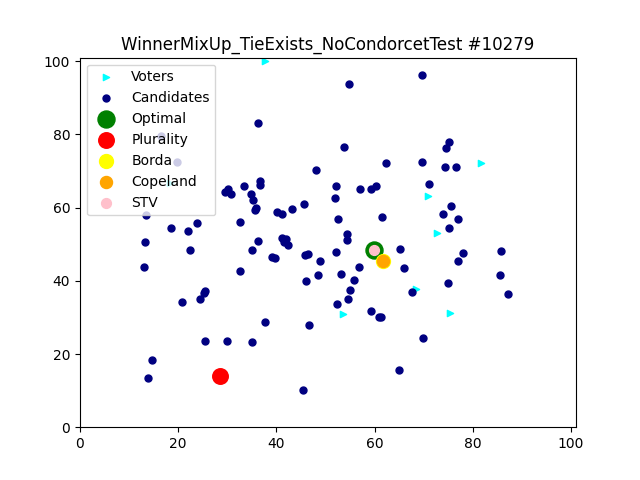 WinnerMixUp_TieExists_NoCondorcetTest #10279
100
80
60
40
20
0
0 20 40 60 80 100
Voters
Candidates
Optimal
Plurality
Borda
Copeland
STV